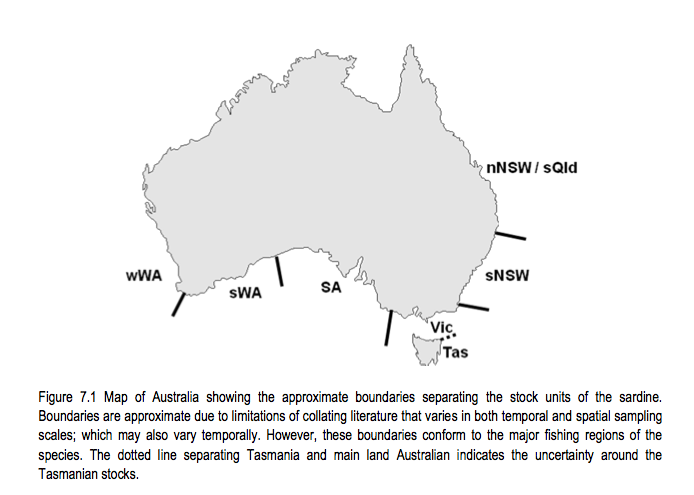 nNSW / sQld
wWA
sWA
SA
sNSW
Vic
Tas
Figure 7.1 Map of Australia showing the approximate boundaries separating the stock units of the sardine.
Boundaries are approximate due to limitations of collating literature that varies in both temporal and spatial sampling
scales; which may also vary temporally. However, these boundaries conform to the major fishing regions of the
species. The dotted line separating Tasmania and main land Australian indicates the uncertainty around the
Tasmanian stocks.